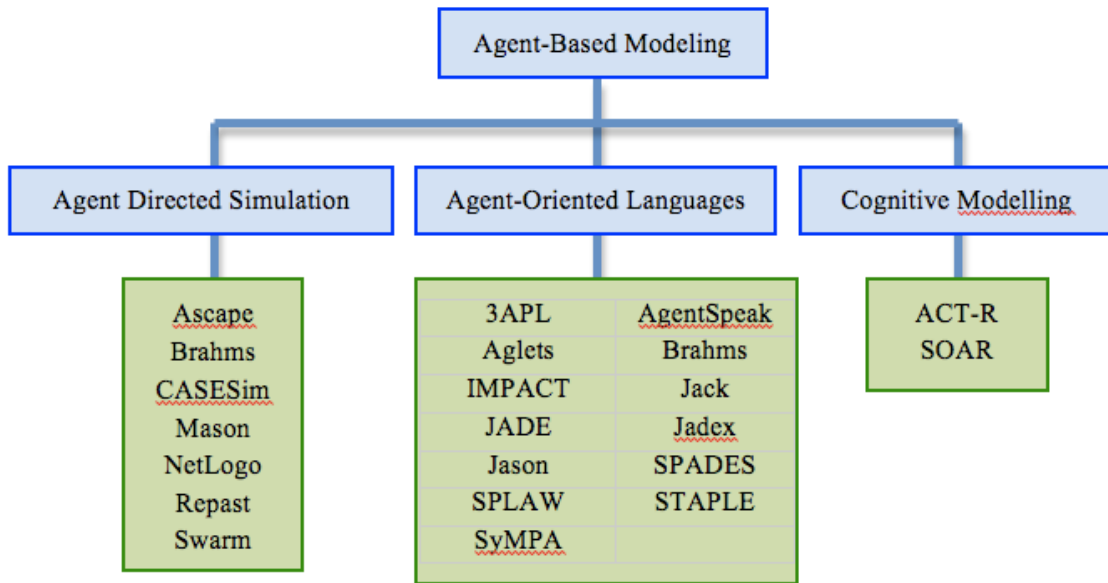 Agent-Based Modeling
Agent Directed Simulation
Agent-Oriented Languages
Cognitive Modelling
Ascape
Brahms
CASESim
Mason
NetLogo
Repast
Swarm
3APL AgentSpeak
Aglets Brahms
IMPACT Jack
JADE Jadex
Jason SPADES
SPLAW STAPLE
SyMPA
ACT-R
SOAR